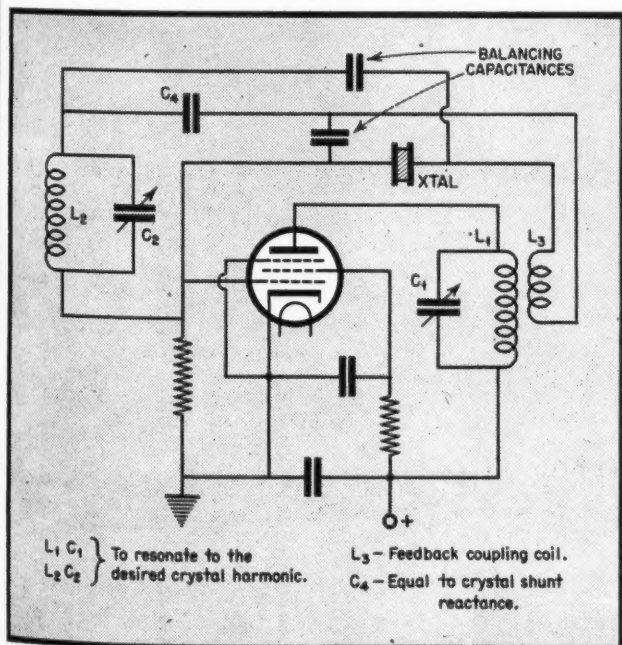 BALANCING
CAPACITANCES
C4
XTAL
L2
C2
L1
L3
C1
+
L1 C1 } To resonate to the
L2 C2 } desired crystal harmonic.
L3 – Feedback coupling coil.
C4 – Equal to crystal shunt
reactance.